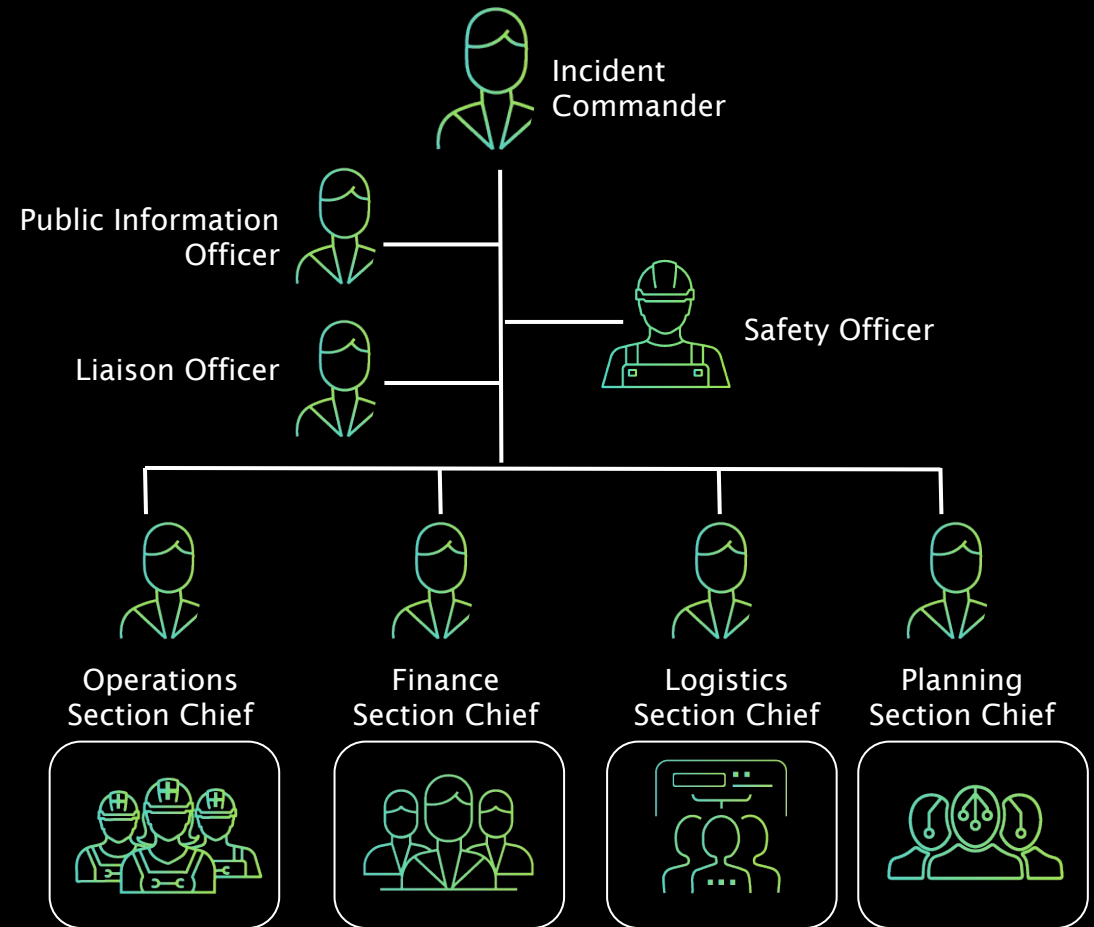 Incident
Commander
Public Information
Officer
Safety Officer
Liaison Officer
Operations
Section Chief
Finance
Section Chief
Logistics
Section Chief
Planning
Section Chief